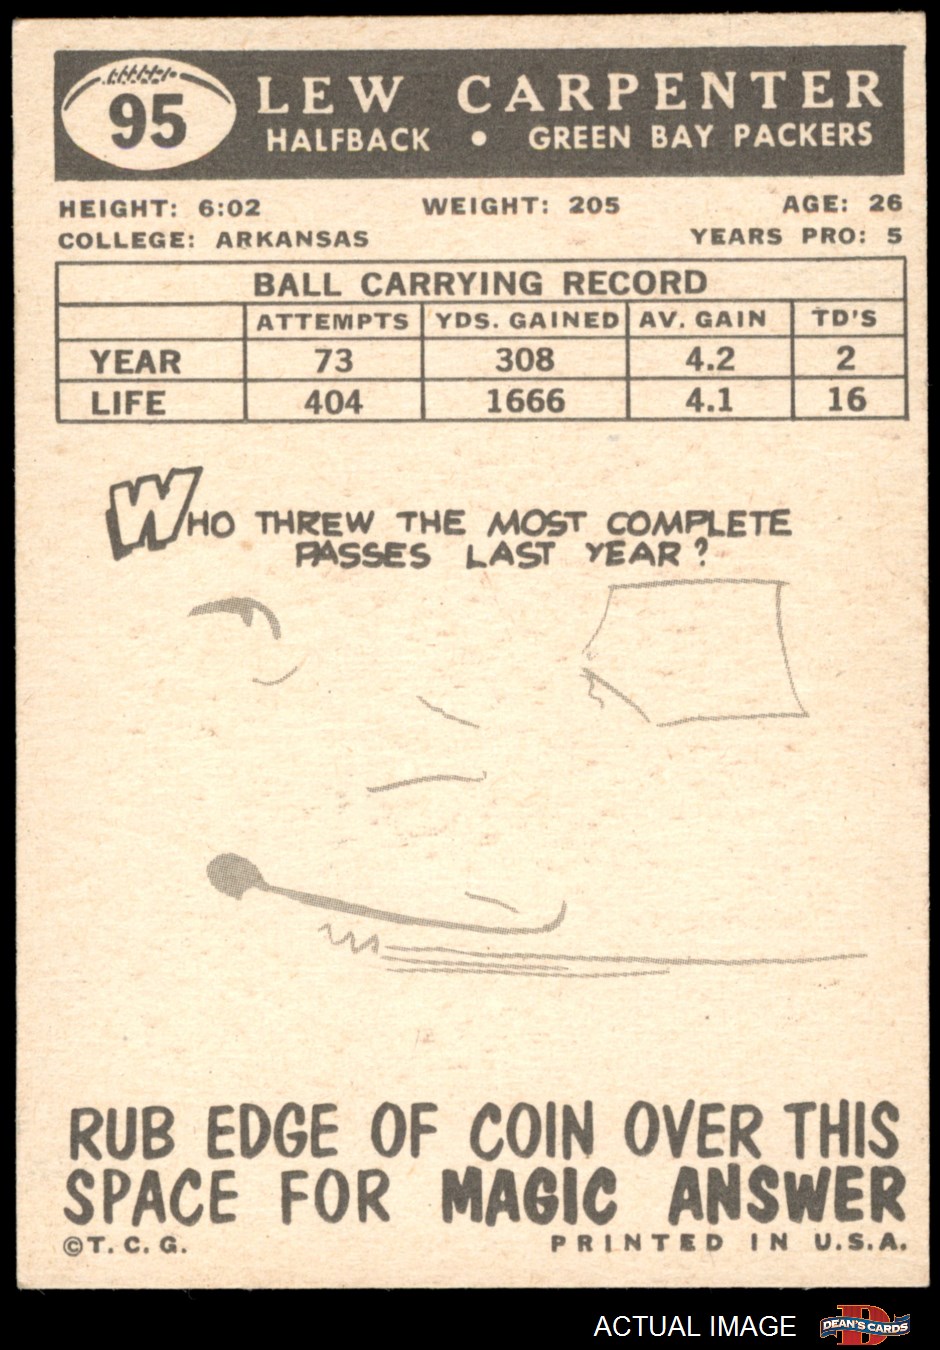 95
LEW CARPENTER
HALFBACK • GREEN BAY PACKERS
HEIGHT: 6:02 WEIGHT: 205 AGE: 26
COLLEGE: ARKANSAS YEARS PRO: 5
BALL CARRYING RECORD
ATTEMPTS YDS. GAINED AV. GAIN TD'S
YEAR 73 308 4.2 2
LIFE 404 1666 4.1 16
WHO THREW THE MOST COMPLETE
PASSES LAST YEAR?
RUB EDGE OF COIN OVER THIS
SPACE FOR MAGIC ANSWER
©T. C. G. PRINTED IN U.S.A.
ACTUAL IMAGE
D
DEAN'S CARDS